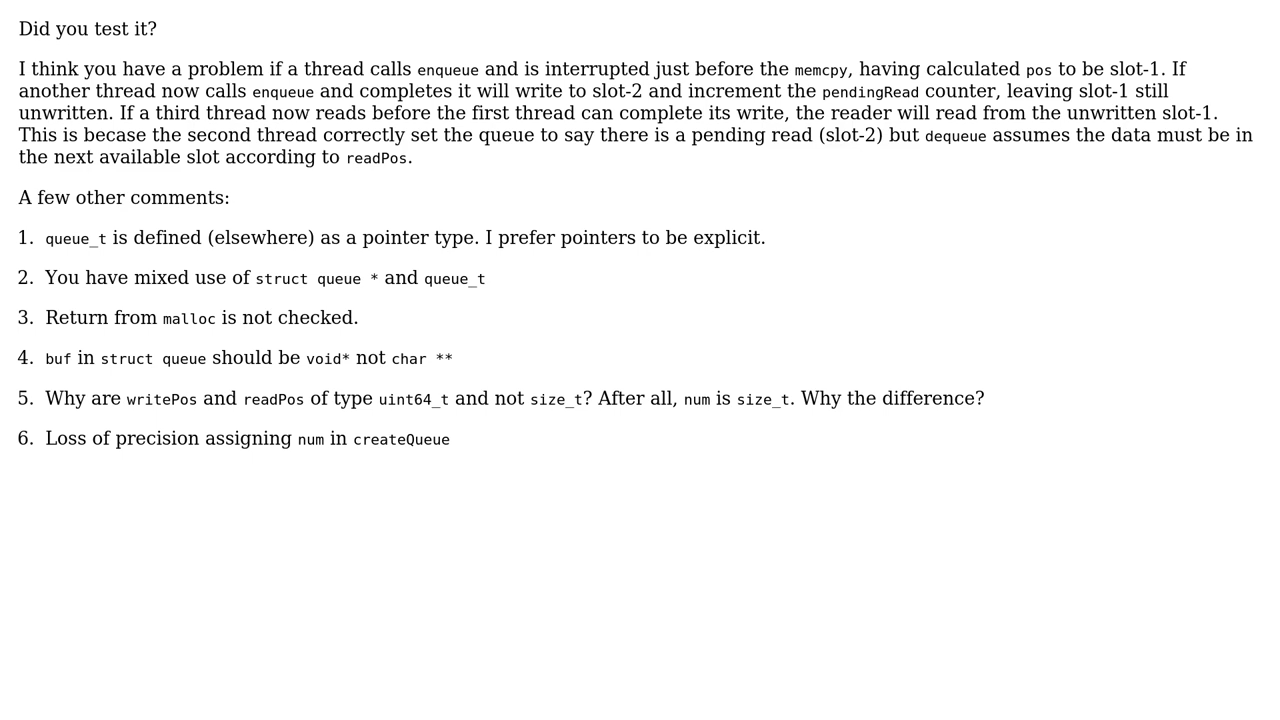 Did you test it?
I think you have a problem if a thread calls enqueue and is interrupted just before the memcpy, having calculated pos to be slot-1. If
another thread now calls enqueue and completes it will write to slot-2 and increment the pendingRead counter, leaving slot-1 still
unwritten. If a third thread now reads before the first thread can complete its write, the reader will read from the unwritten slot-1.
This is becase the second thread correctly set the queue to say there is a pending read (slot-2) but dequeue assumes the data must be in
the next available slot according to readPos.
A few other comments:
1. queue_t is defined (elsewhere) as a pointer type. I prefer pointers to be explicit.
2. You have mixed use of struct queue * and queue_t
3. Return from malloc is not checked.
4. buf in struct queue should be void* not char **
5. Why are writePos and readPos of type uint64_t and not size_t? After all, num is size_t. Why the difference?
6. Loss of precision assigning num in createQueue